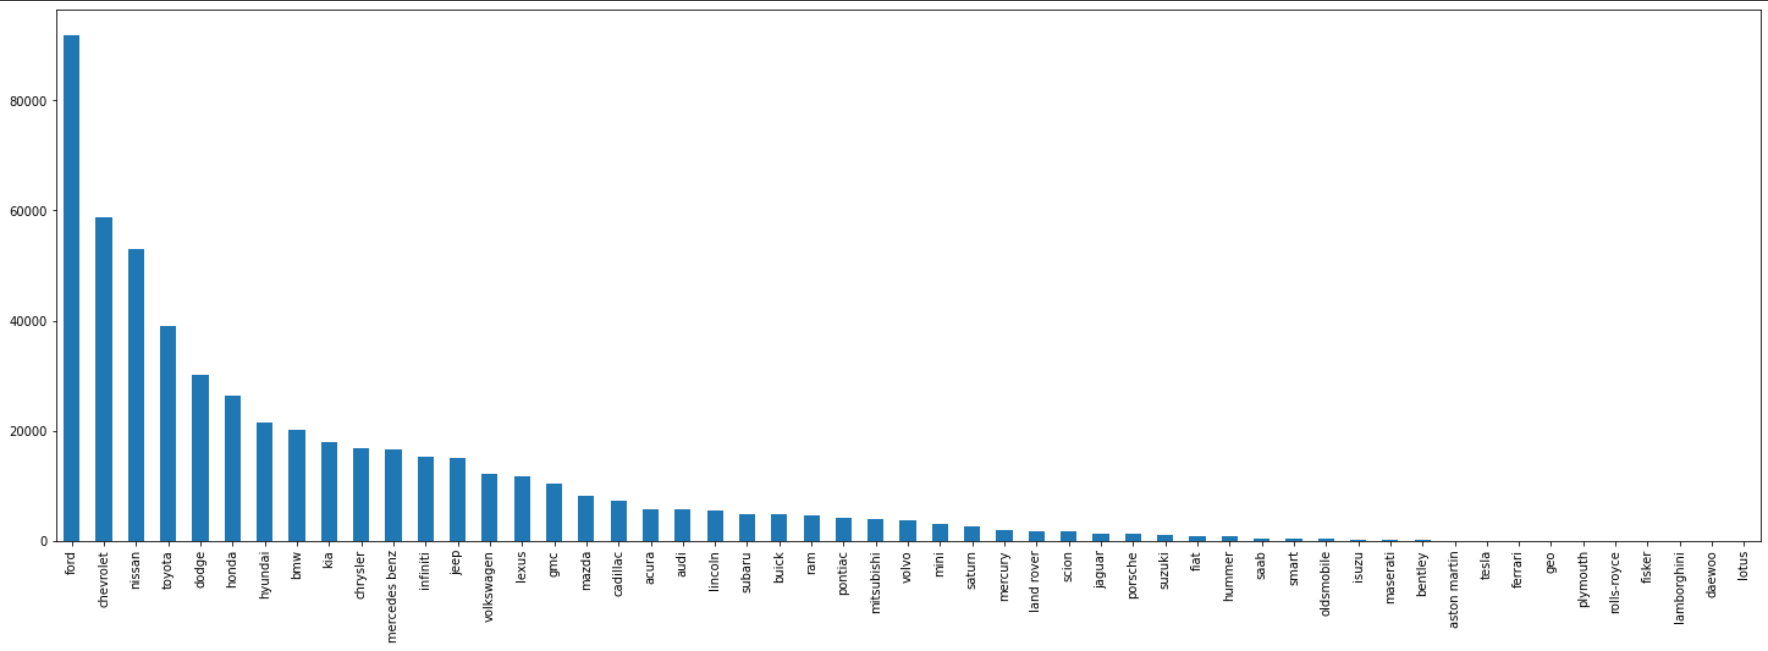 80000
60000
40000
20000
0
ford
chevrolet
nissan
toyota
dodge
honda
hyundai
bmw
kia
chrysler
mercedes benz
infiniti
jeep
volkswagen
lexus
gmc
mazda
cadillac
acura
audi
lincoln
subaru
buick
ram
pontiac
mitsubishi
volvo
mini
saturn
mercury
land rover
scion
jaguar
porsche
suzuki
fiat
hummer
saab
smart
oldsmobile
isuzu
maserati
bentley
aston martin
tesla
ferrari
geo
plymouth
rolls-royce
fisker
lamborghini
daewoo
lotus